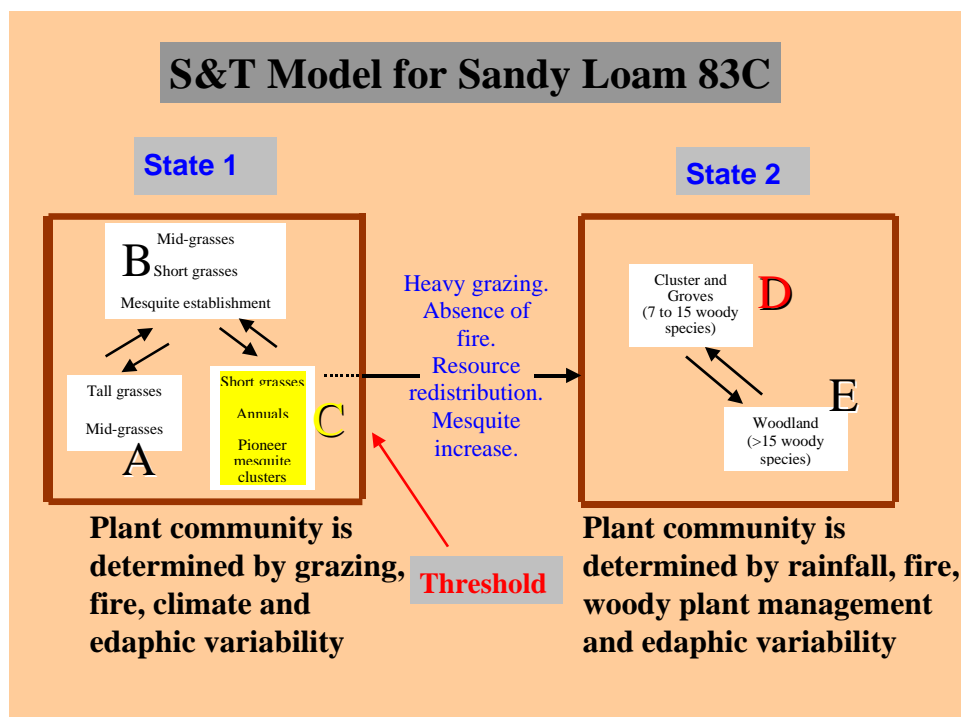 S&T Model for Sandy Loam 83C
State 1
State 2
Mid-grasses
B
Short grasses
Mesquite establishment
Tall grasses
Mid-grasses
A
Short grasses
Annuals
Pioneer
mesquite
clusters
C
Heavy grazing.
Absence of
fire.
Resource
redistribution.
Mesquite
increase.
Cluster and
Groves
(7 to 15 woody
species)
D
E
Woodland
(>15 woody
species)
Plant community is
determined by grazing,
fire, climate and
edaphic variability
Threshold
Plant community is
determined by rainfall, fire,
woody plant management
and edaphic variability